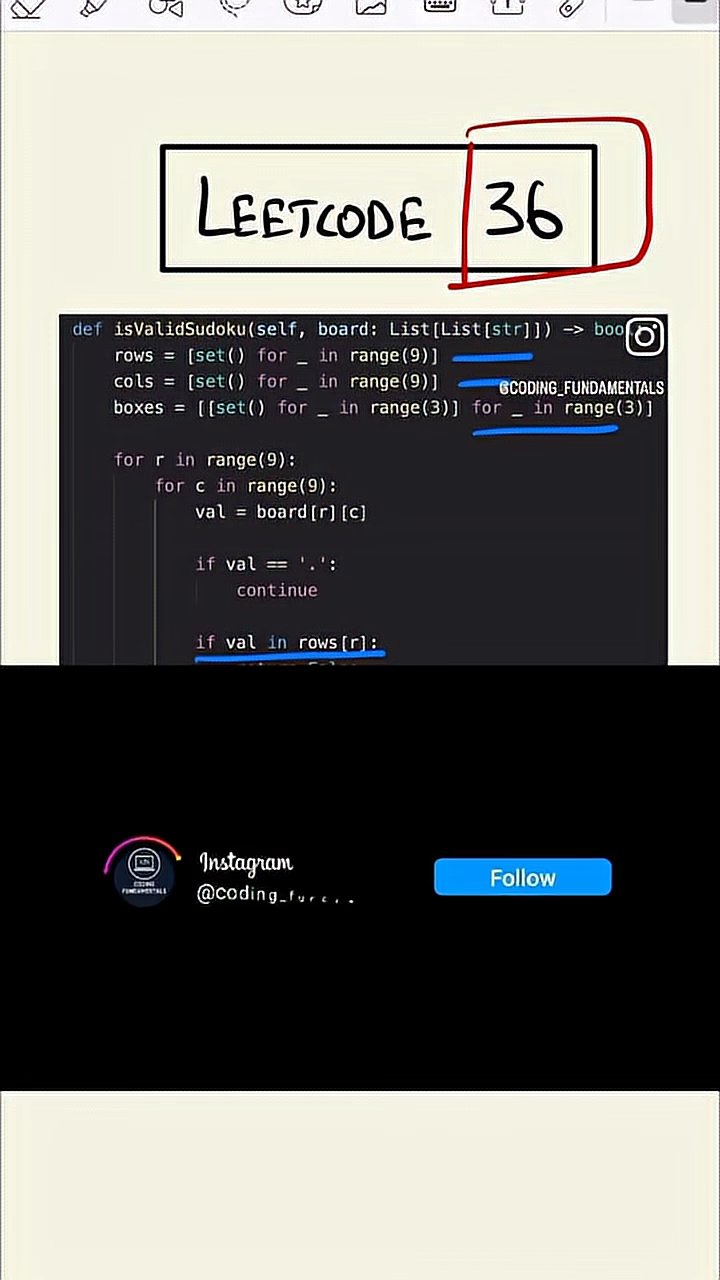 LEETCODE 36
def isValidSudoku(self, board: List[List[str]]) -> boo
rows = [set() for _ in range(9)]
cols = [set() for _ in range(9)]
@CODING_FUNDAMENTALS
boxes = [[set() for _ in range(3)] for _ in range(3)]
for r in range(9):
for c in range(9):
val = board[r][c]
if val == '.':
continue
if val in rows[r]:
CODING
FUNDAMENTALS
Instagram
Follow